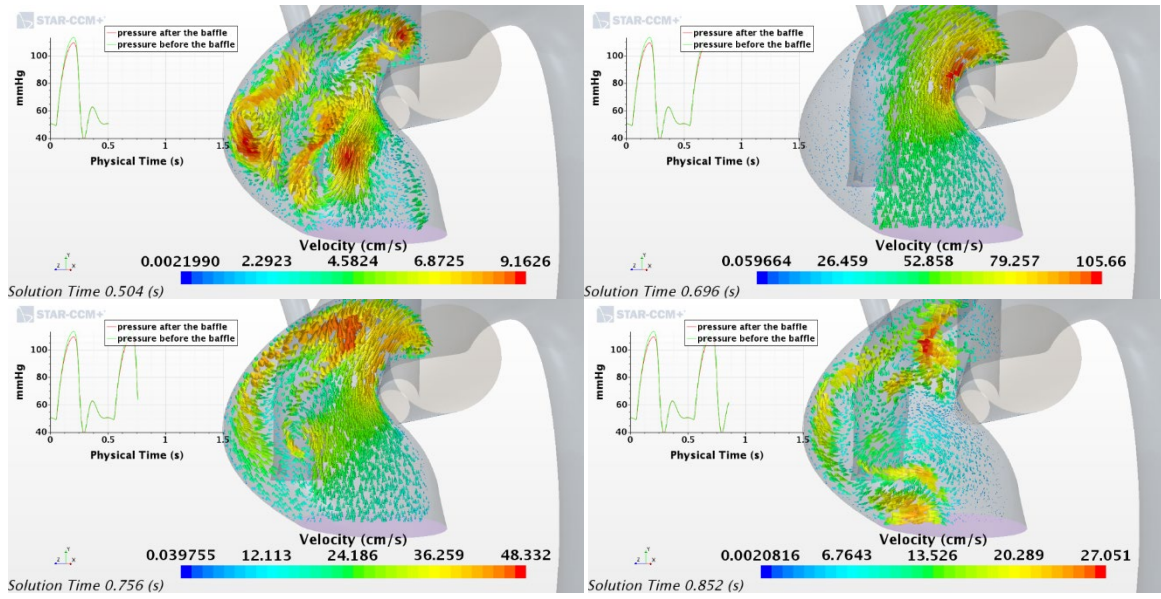 STAR-CCM+
pressure after the baffle
pressure before the baffle
100
80
60
40
mmHg
0 0.5 1 1.5
Physical Time (s)
Velocity (cm/s)
0.0021990 2.2923 4.5824 6.8725 9.1626
Solution Time 0.504 (s)
STAR-CCM+
pressure after the baffle
pressure before the baffle
100
80
60
40
mmHg
0 0.5 1 1.5
Physical Time (s)
Velocity (cm/s)
0.059664 26.459 52.858 79.257 105.66
Solution Time 0.696 (s)
STAR-CCM+
pressure after the baffle
pressure before the baffle
100
80
60
40
mmHg
0 0.5 1 1.5
Physical Time (s)
Velocity (cm/s)
0.039755 12.113 24.186 36.259 48.332
Solution Time 0.756 (s)
STAR-CCM+
pressure after the baffle
pressure before the baffle
100
80
60
40
mmHg
0 0.5 1 1.5
Physical Time (s)
Velocity (cm/s)
0.0020816 6.7643 13.526 20.289 27.051
Solution Time 0.852 (s)